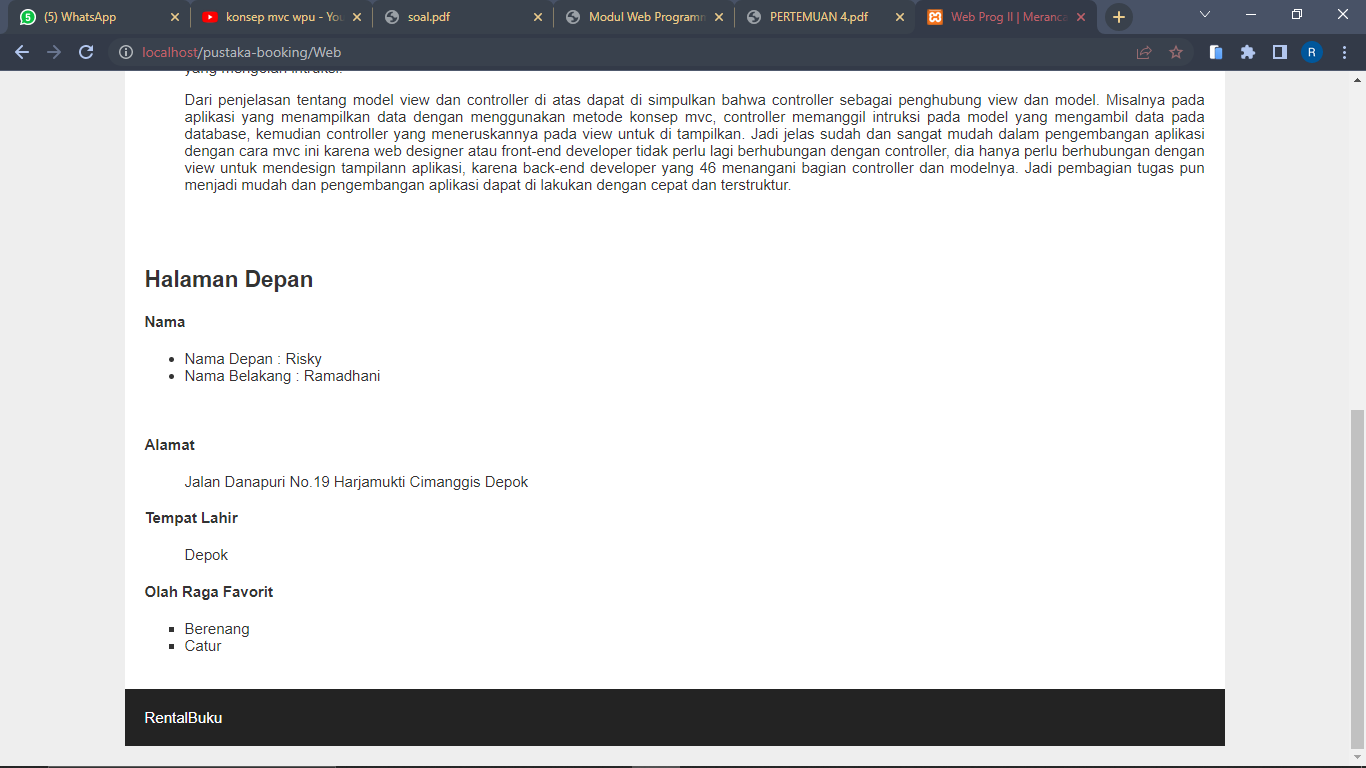 (5) WhatsApp
konsep mvc wpu - You
soal.pdf
Modul Web Programm
PERTEMUAN 4.pdf
Web Prog II | Meranca
localhost/pustaka-booking/Web
R
yang mengolah intruksi.
Dari penjelasan tentang model view dan controller di atas dapat di simpulkan bahwa controller sebagai penghubung view dan model. Misalnya pada
aplikasi yang menampilkan data dengan menggunakan metode konsep mvc, controller memanggil intruksi pada model yang mengambil data pada
database, kemudian controller yang meneruskannya pada view untuk di tampilkan. Jadi jelas sudah dan sangat mudah dalam pengembangan aplikasi
dengan cara mvc ini karena web designer atau front-end developer tidak perlu lagi berhubungan dengan controller, dia hanya perlu berhubungan dengan
view untuk mendesign tampilann aplikasi, karena back-end developer yang 46 menangani bagian controller dan modelnya. Jadi pembagian tugas pun
menjadi mudah dan pengembangan aplikasi dapat di lakukan dengan cepat dan terstruktur.
Halaman Depan
Nama
Nama Depan : Risky
Nama Belakang : Ramadhani
Alamat
Jalan Danapuri No.19 Harjamukti Cimanggis Depok
Tempat Lahir
Depok
Olah Raga Favorit
Berenang
Catur
RentalBuku